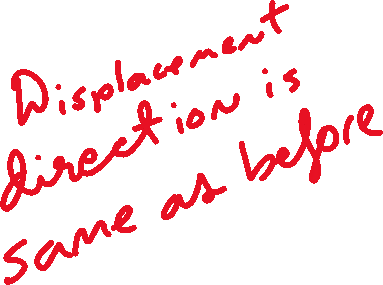 Displacement
direction is
same as before